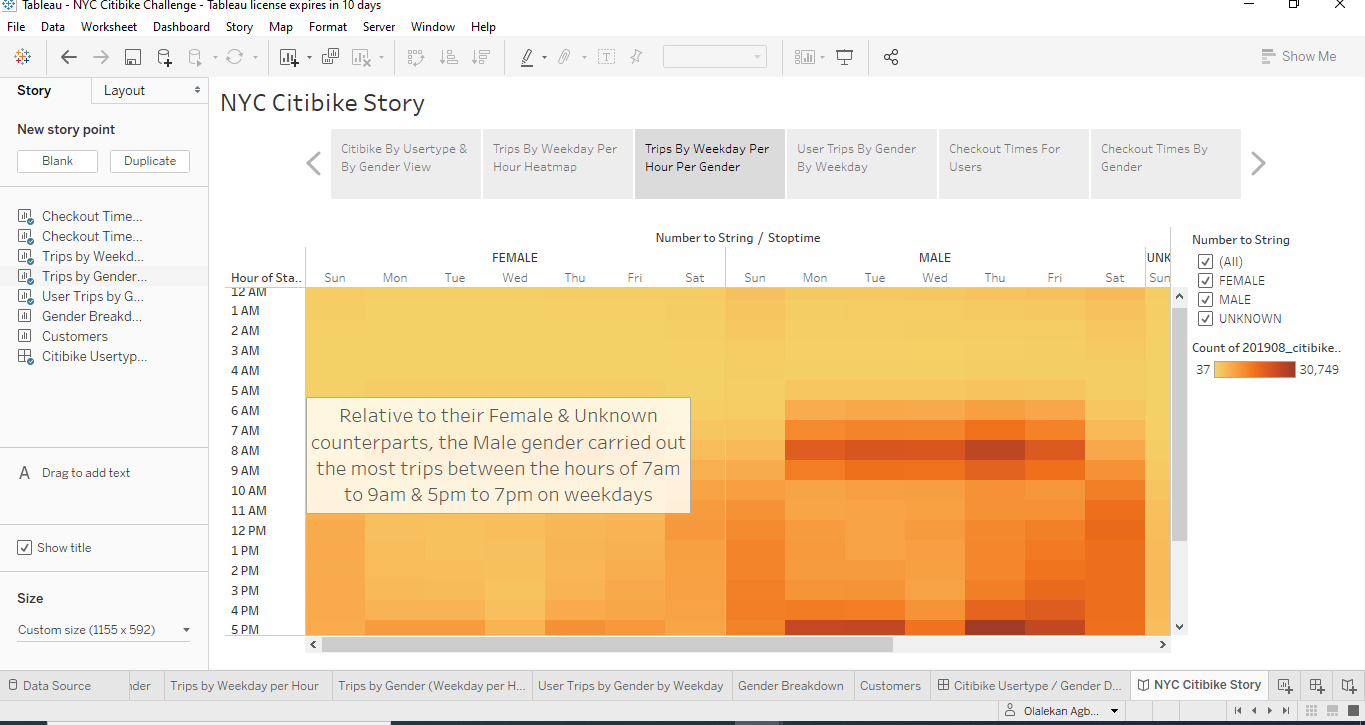 Tableau - NYC Citibike Challenge - Tableau license expires in 10 days
File Data Worksheet Dashboard Story Map Format Server Window Help
Show Me
Story Layout
New story point
Blank Duplicate
Checkout Time...
Checkout Time...
Trips by Weekd...
Trips by Gender...
User Trips by G...
Gender Breakd...
Customers
Citibike Usertyp...
A Drag to add text
Show title
Size
Custom size (1155 x 592)
NYC Citibike Story
Citibike By Usertype &
By Gender View
Trips By Weekday Per
Hour Heatmap
Trips By Weekday Per
Hour Per Gender
User Trips By Gender
By Weekday
Checkout Times For
Users
Checkout Times By
Gender
Number to String / Stoptime
FEMALE MALE UNK
Hour of Sta.. Sun Mon Tue Wed Thu Fri Sat Sun Mon Tue Wed Thu Fri Sat Sun
12 AM
1 AM
2 AM
3 AM
4 AM
5 AM
6 AM
7 AM
8 AM
9 AM
10 AM
11 AM
12 PM
1 PM
2 PM
3 PM
4 PM
5 PM
Relative to their Female & Unknown
counterparts, the Male gender carried out
the most trips between the hours of 7am
to 9am & 5pm to 7pm on weekdays
Number to String
(All)
FEMALE
MALE
UNKNOWN
Count of 201908_citibike..
37 30,749
Data Source nder Trips by Weekday per Hour Trips by Gender (Weekday per H... User Trips by Gender by Weekday Gender Breakdown Customers Citibike Usertype / Gender D... NYC Citibike Story
Olalekan Agb...